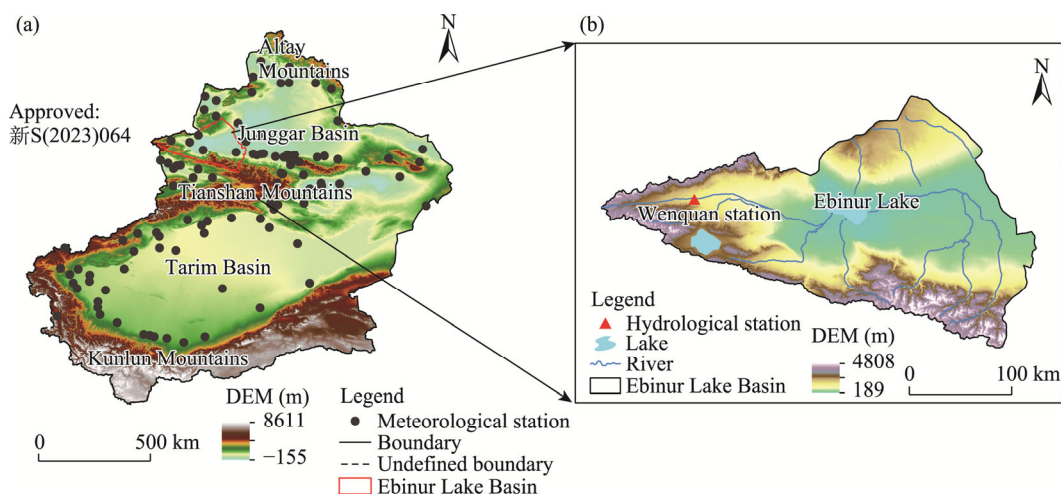 (a)
N
Altay
Mountains
Approved:
新S(2023)064
Junggar Basin
Tianshan Mountains
Tarim Basin
Kunlun Mountains
DEM (m)
8611
−155
0 500 km
Legend
Meteorological station
Boundary
Undefined boundary
Ebinur Lake Basin
(b)
N
Wenquan station
Ebinur Lake
Legend
Hydrological station
Lake
River
Ebinur Lake Basin
DEM (m)
4808
189
0 100 km